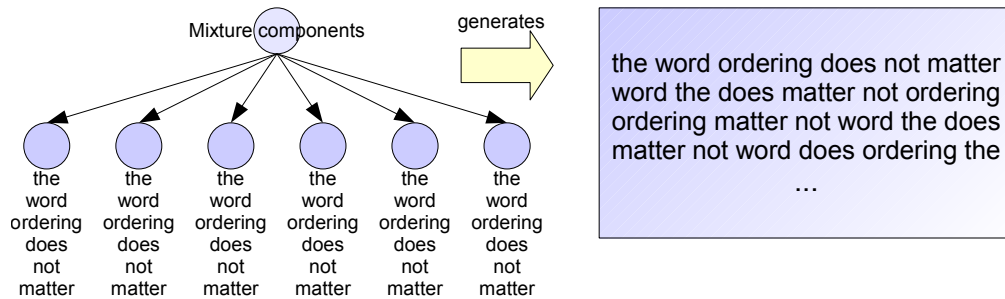 Mixture components
generates
the word ordering does not matter
word the does matter not ordering
ordering matter not word the does
matter not word does ordering the
...
the the the the the the
word word word word word word
ordering ordering ordering ordering ordering ordering
does does does does does does
not not not not not not
matter matter matter matter matter matter